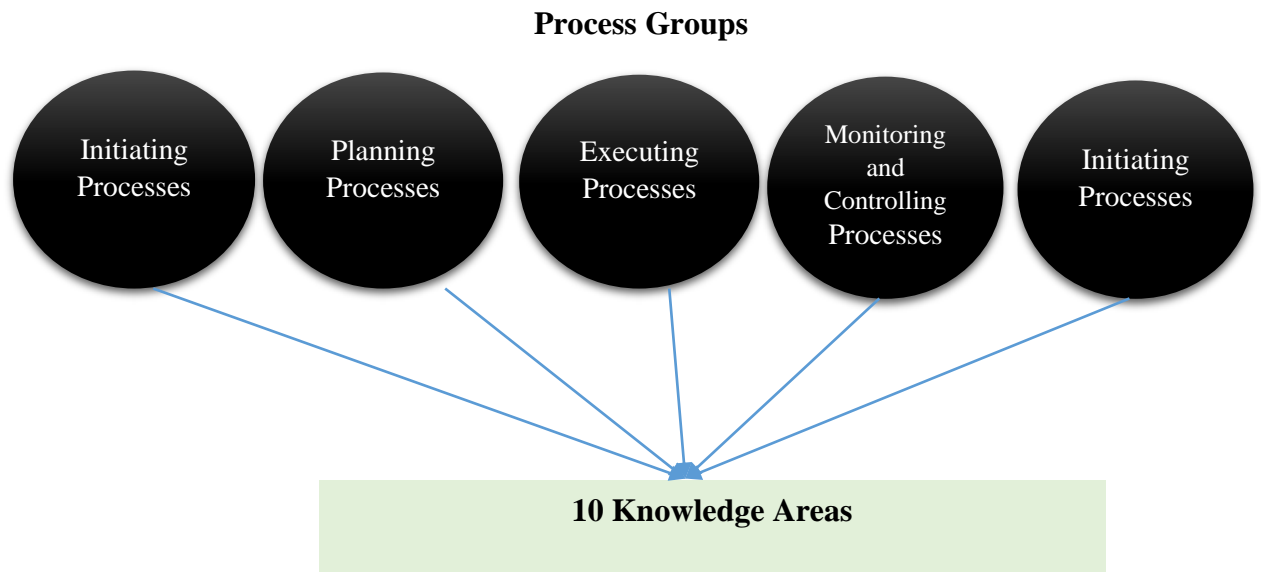 Process Groups
Initiating
Processes
Planning
Processes
Executing
Processes
Monitoring
and
Controlling
Processes
Initiating
Processes
10 Knowledge Areas